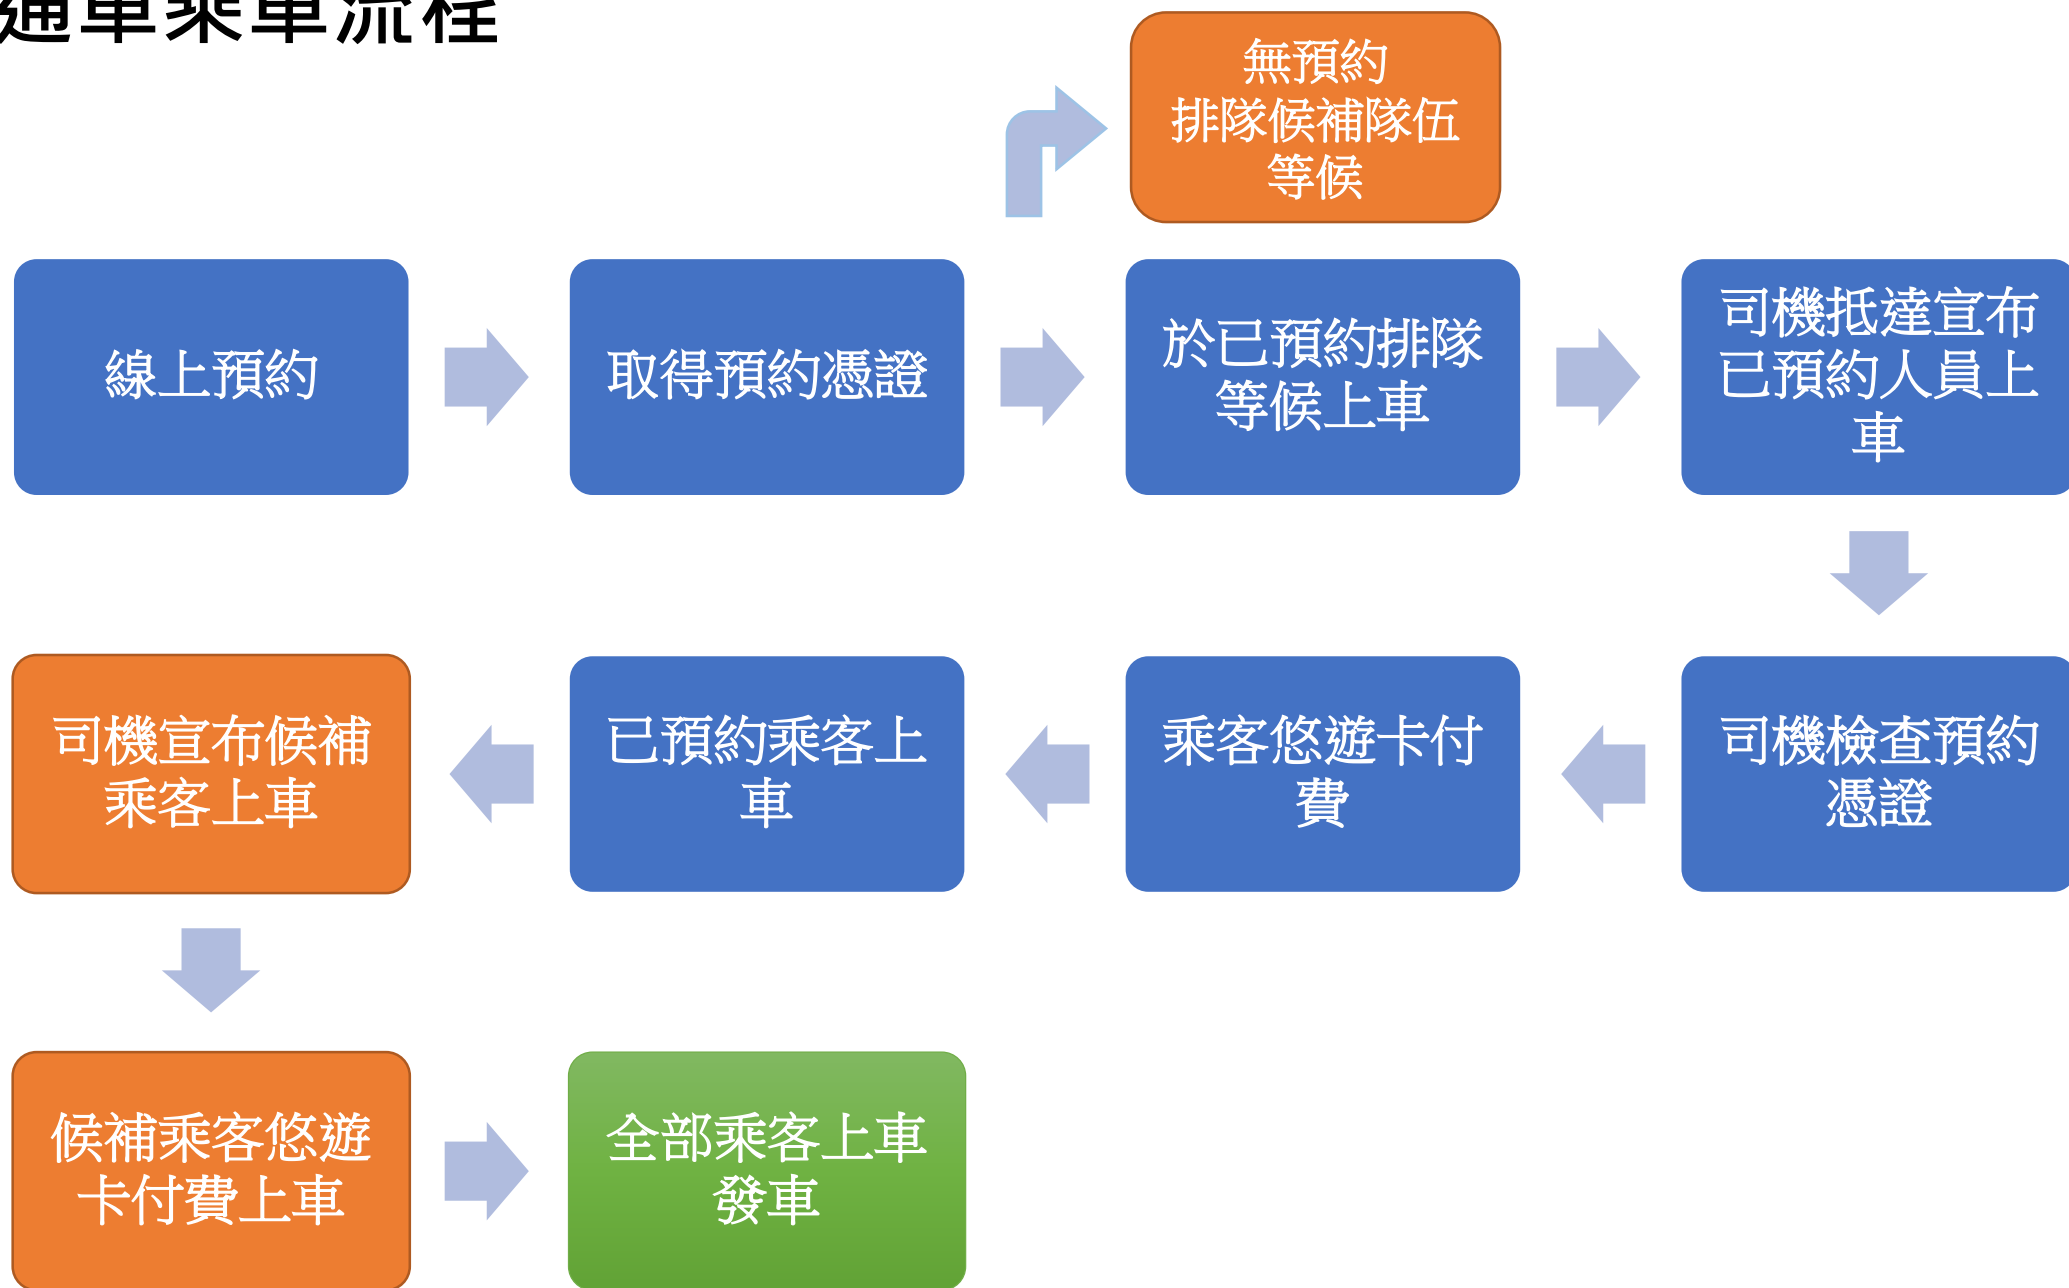 通車乘車流程
無預約
排隊候補隊伍
等候
線上預約
取得預約憑證
於已預約排隊
等候上車
司機抵達宣布
已預約人員上
車
司機宣布候補
乘客上車
已預約乘客上
車
乘客悠遊卡付
費
司機檢查預約
憑證
候補乘客悠遊
卡付費上車
全部乘客上車
發車